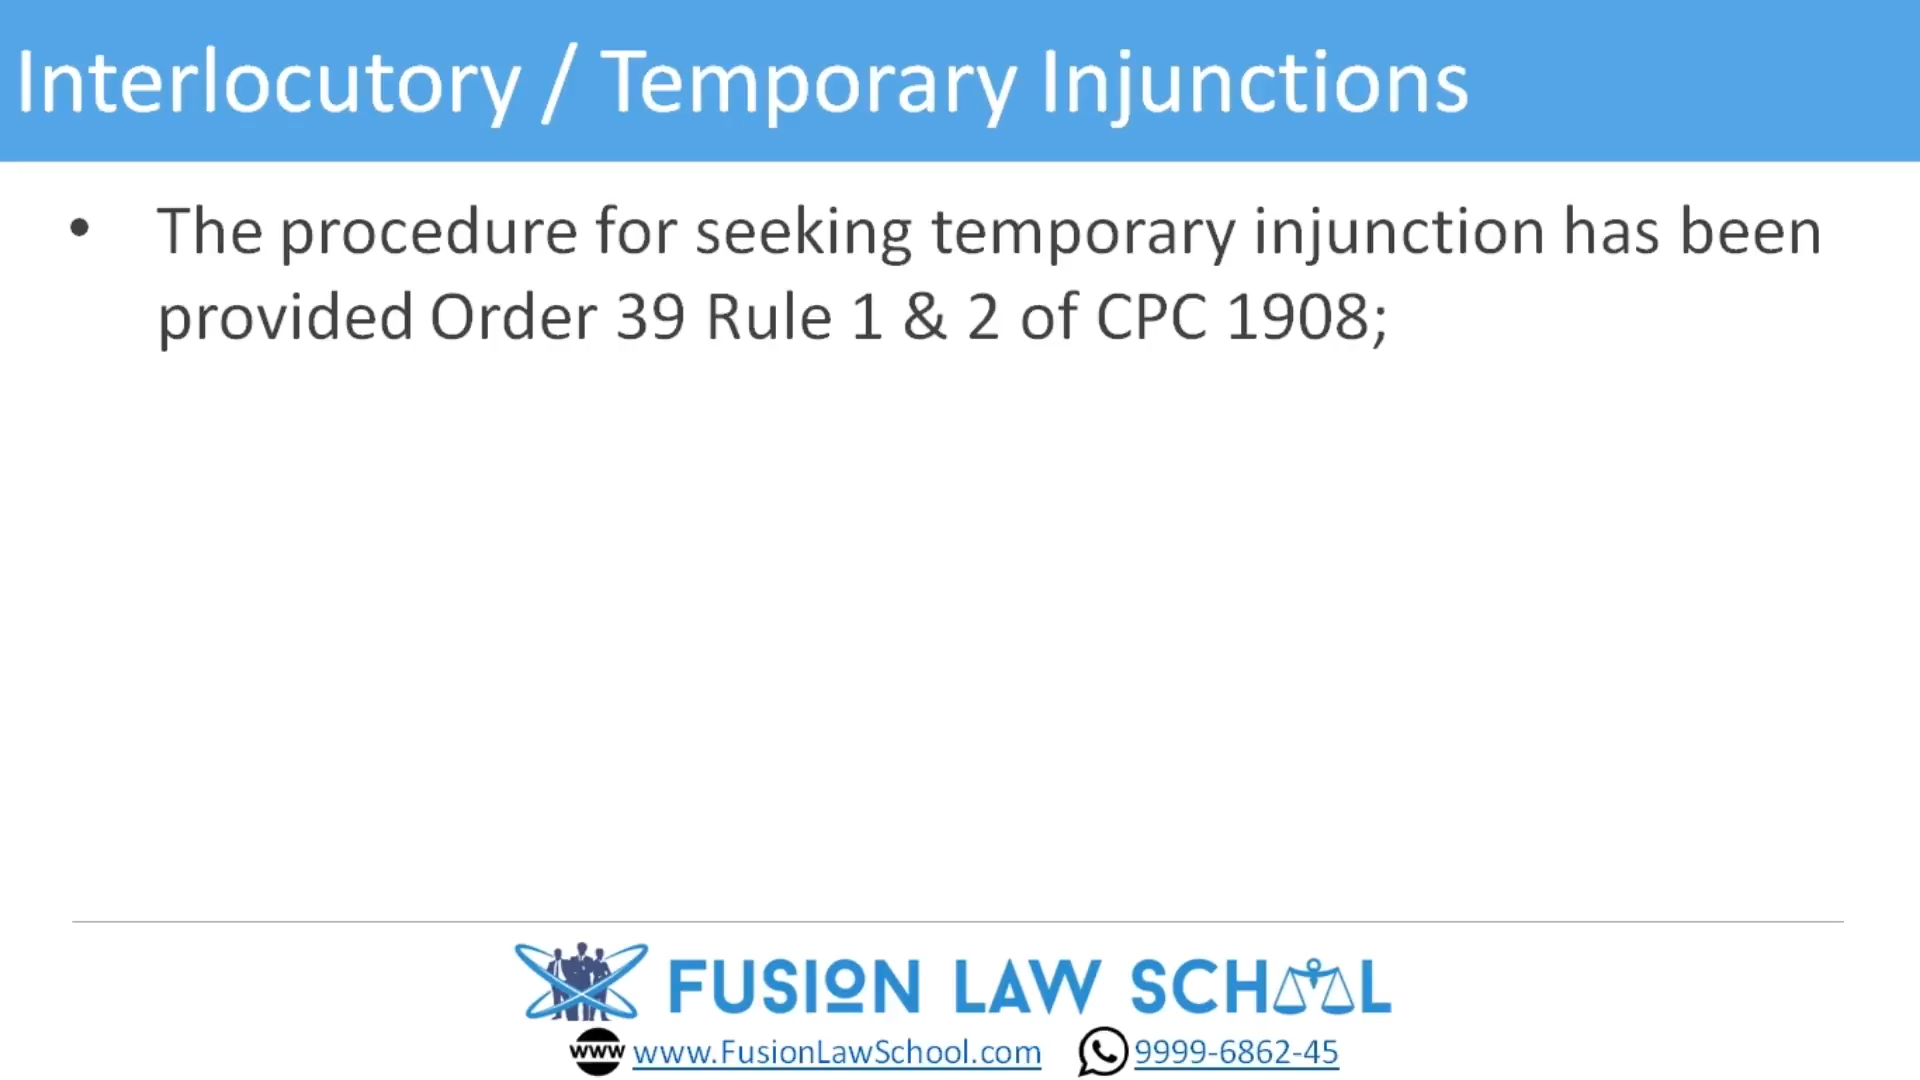 Interlocutory / Temporary Injunctions
• The procedure for seeking temporary injunction has been
provided Order 39 Rule 1 & 2 of CPC 1908;
FUSION LAW SCHOOL
www www.FusionLawSchool.com 9999-6862-45